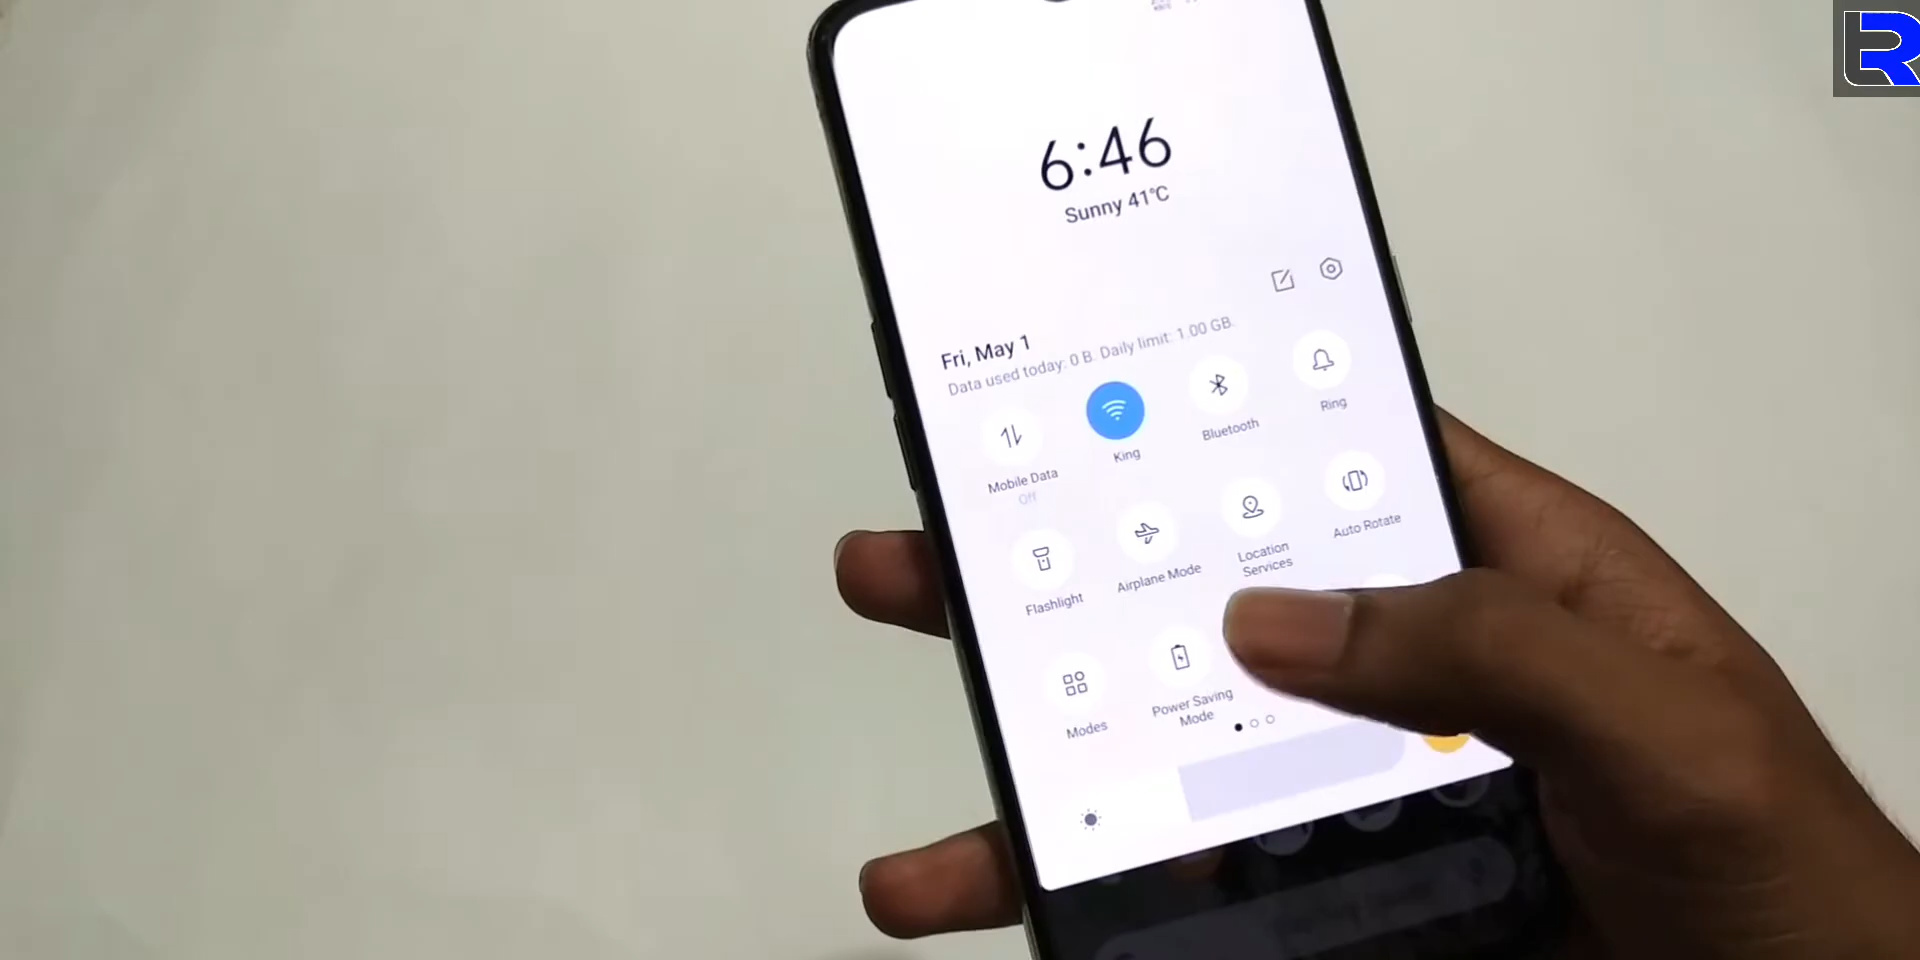 6:46
Sunny 41°C
Fri, May 1
Data used today: 0 B. Daily limit: 1.00 GB.
Mobile Data
Off
King
Bluetooth
Ring
Flashlight
Airplane Mode
Location
Services
Auto Rotate
Modes
Power Saving
Mode
R